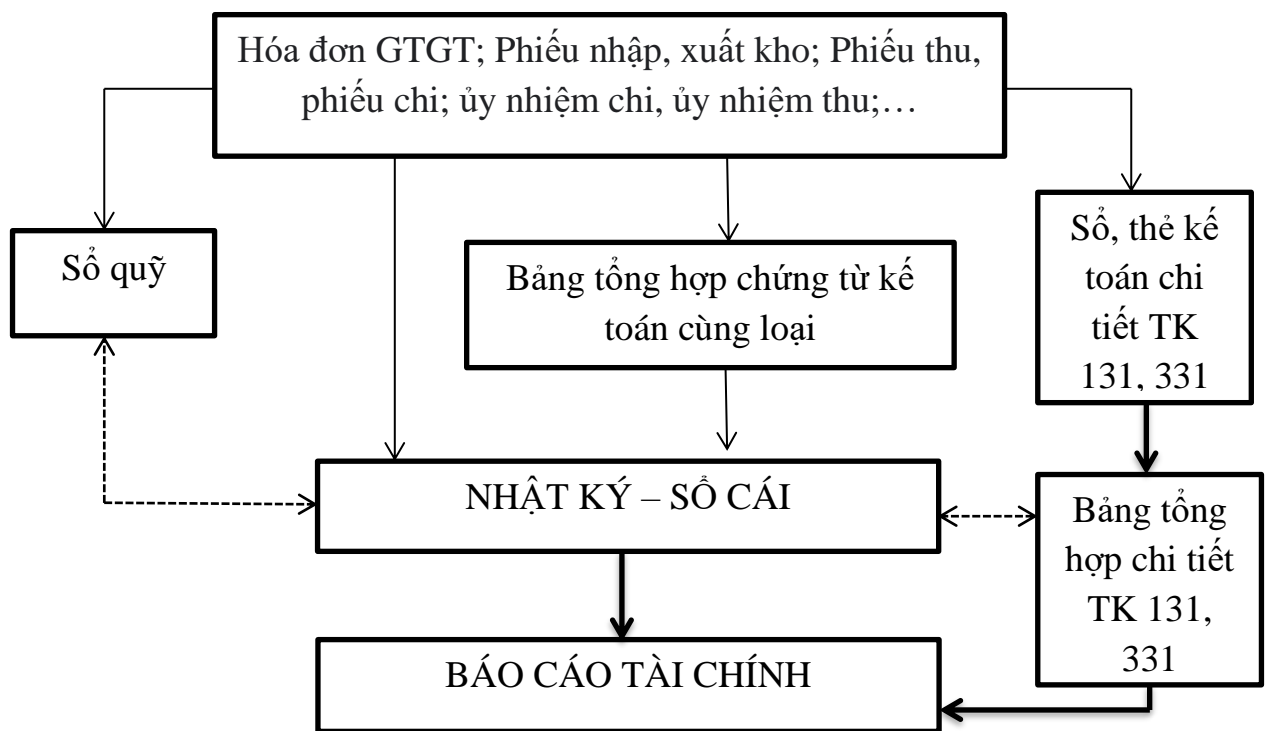 Hóa đơn GTGT; Phiếu nhập, xuất kho; Phiếu thu,
phiếu chi; ủy nhiệm chi, ủy nhiệm thu;…
Sổ quỹ
Bảng tổng hợp chứng từ kế
toán cùng loại
Sổ, thẻ kế
toán chi
tiết TK
131, 331
NHẬT KÝ – SỔ CÁI
Bảng tổng
hợp chi tiết
TK 131,
331
BÁO CÁO TÀI CHÍNH